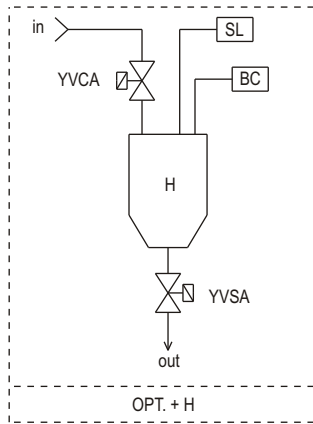 in
SL
YVCA
BC
H
YVSA
out
OPT. + H